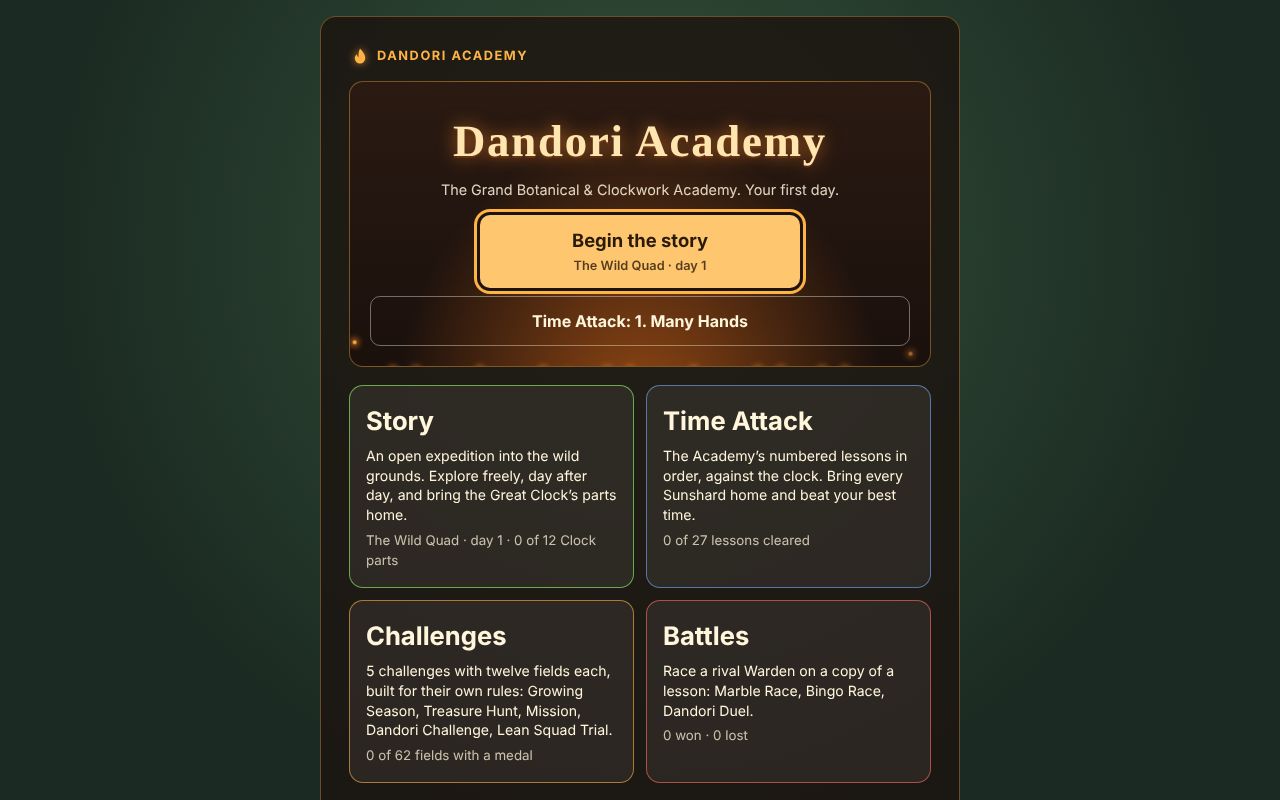 DANDORI ACADEMY
Dandori Academy
The Grand Botanical & Clockwork Academy. Your first day.
Begin the story
The Wild Quad · day 1
Time Attack: 1. Many Hands
Story
An open expedition into the wild
grounds. Explore freely, day after
day, and bring the Great Clock’s parts
home.
The Wild Quad · day 1 · 0 of 12 Clock
parts
Time Attack
The Academy’s numbered lessons in
order, against the clock. Bring every
Sunshard home and beat your best
time.
0 of 27 lessons cleared
Challenges
5 challenges with twelve fields each,
built for their own rules: Growing
Season, Treasure Hunt, Mission,
Dandori Challenge, Lean Squad Trial.
0 of 62 fields with a medal
Battles
Race a rival Warden on a copy of a
lesson: Marble Race, Bingo Race,
Dandori Duel.
0 won · 0 lost